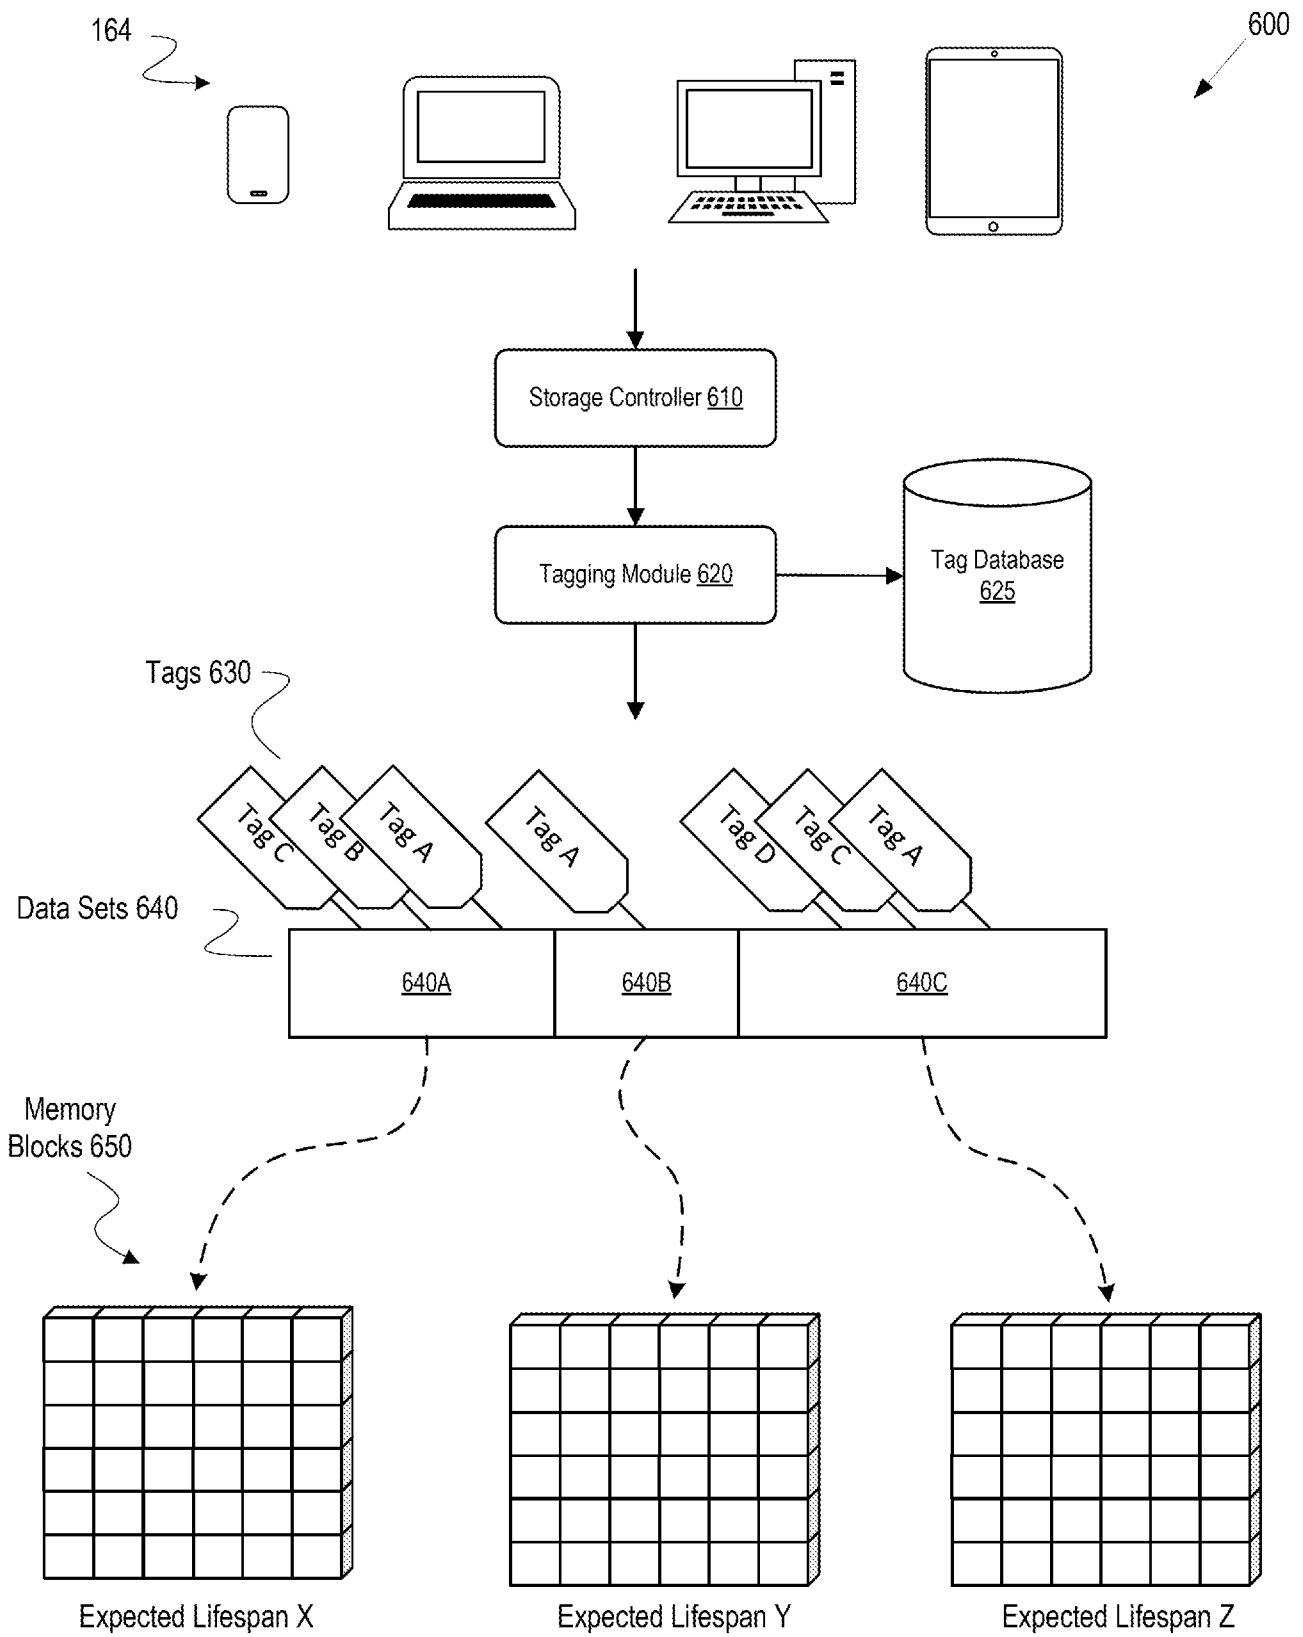 164
600
Storage Controller 610
Tagging Module 620
Tag Database
625
Tags 630
Tag C
Tag B
Tag A
Tag A
Tag D
Tag C
Tag A
Data Sets 640
640A
640B
640C
Memory
Blocks 650
Expected Lifespan X
Expected Lifespan Y
Expected Lifespan Z